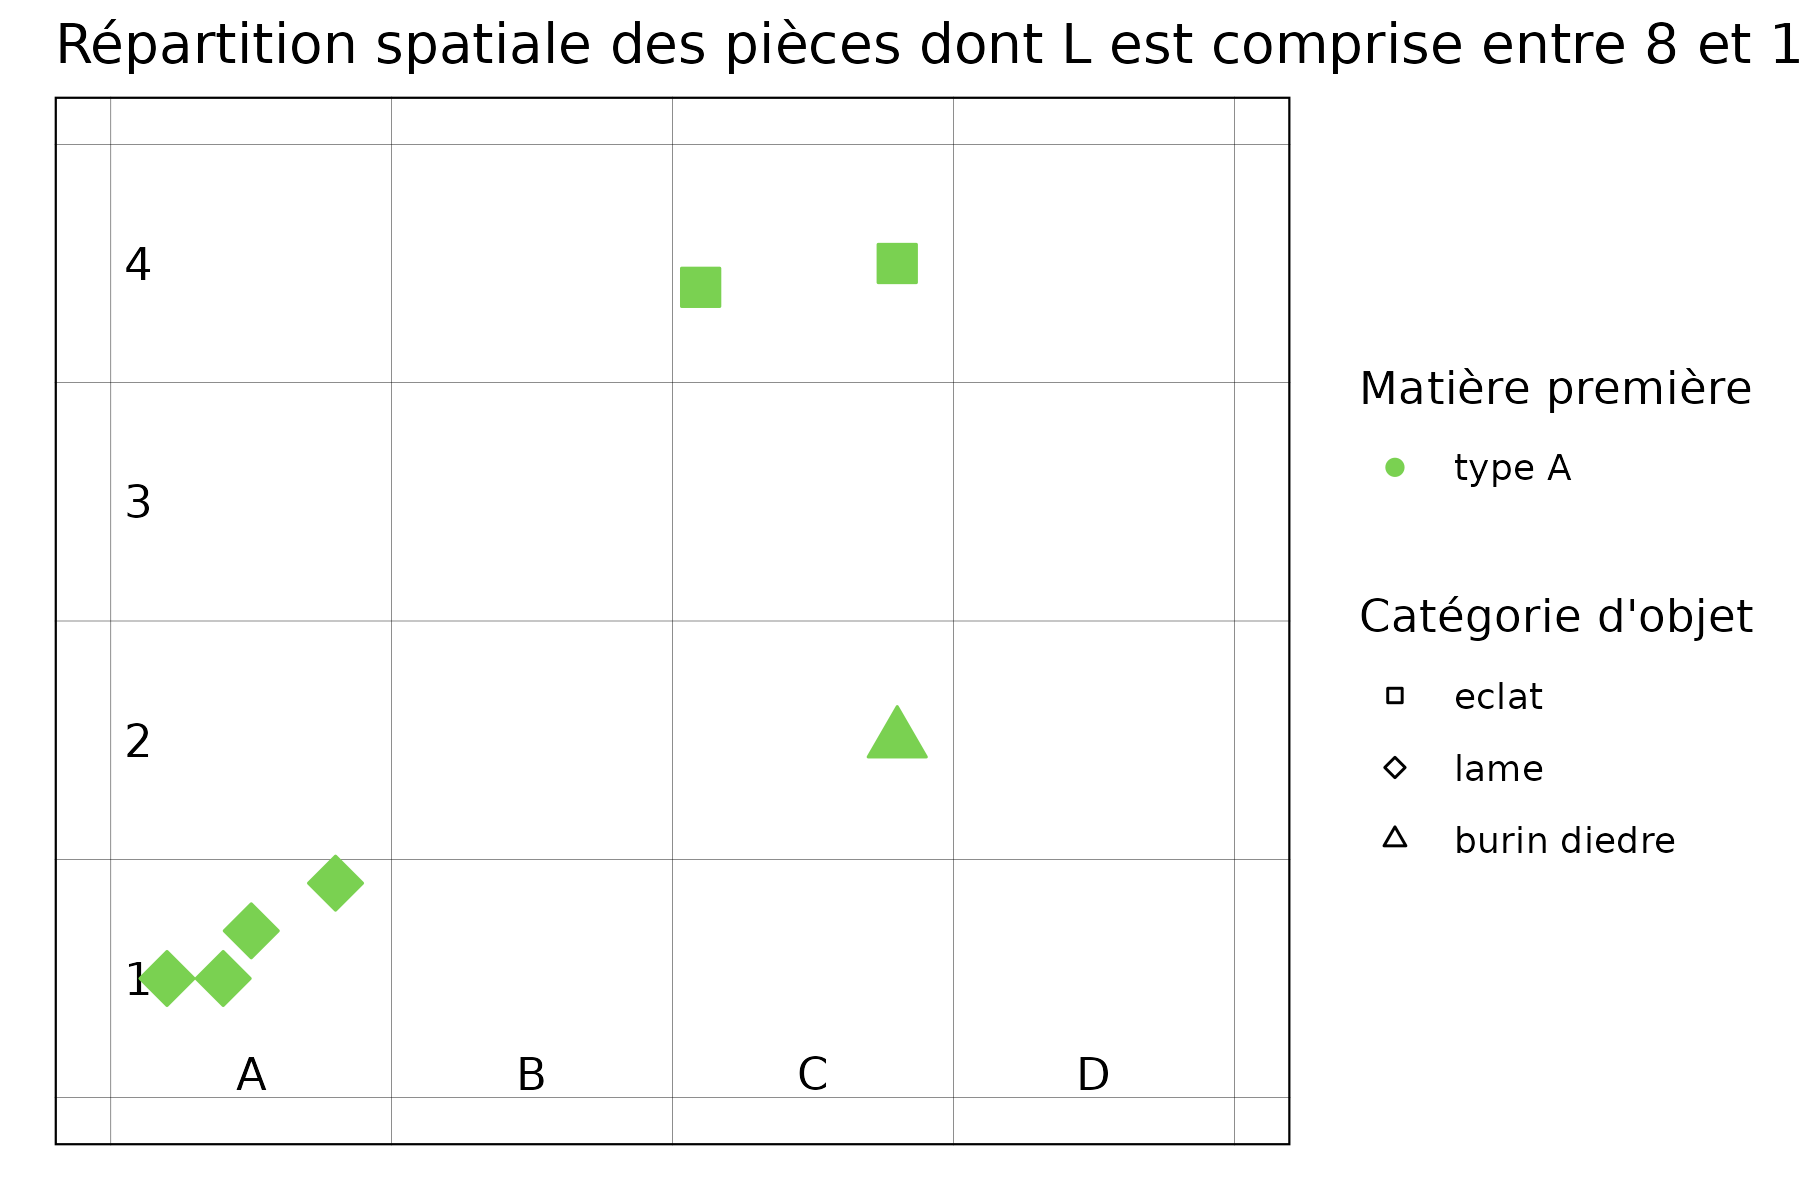 Répartition spatiale des pièces dont L est comprise entre 8 et 1
4
3
2
1
A B C D
Matière première
type A
Catégorie d'objet
eclat
lame
burin diedre